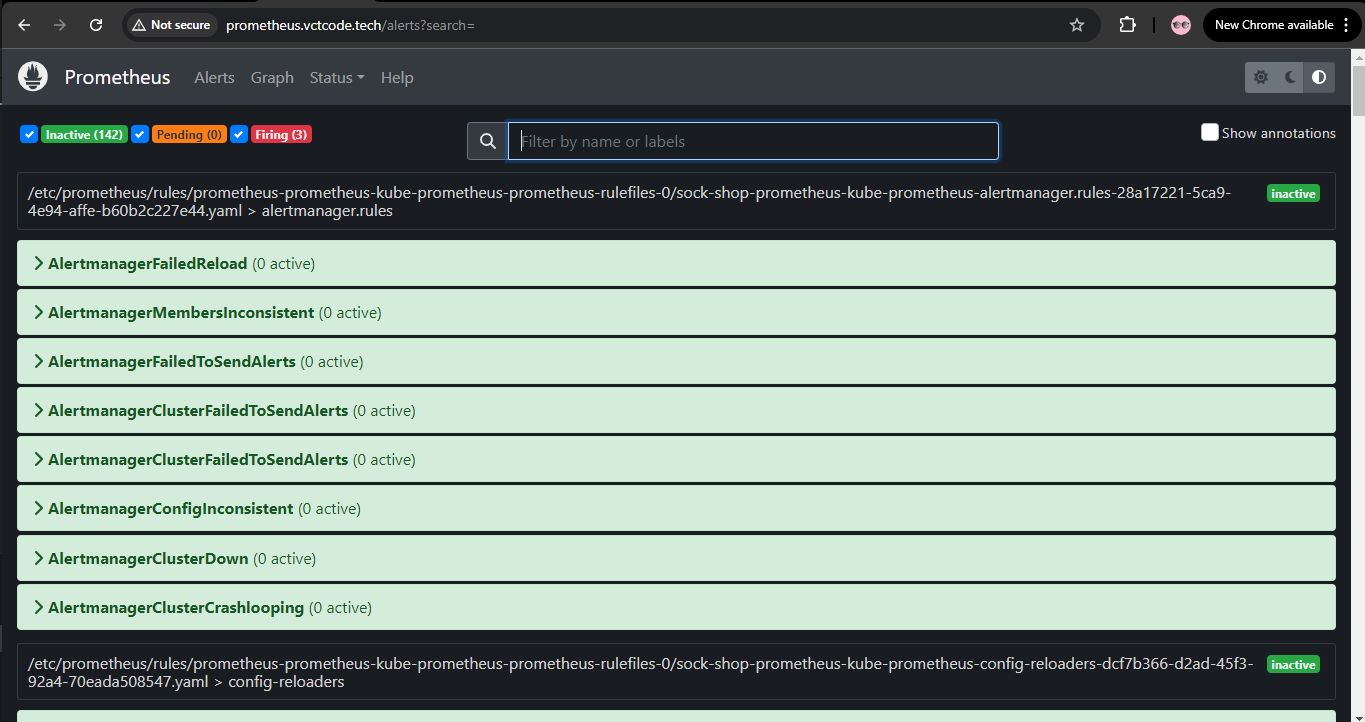 Not secure prometheus.vctcode.tech/alerts?search= New Chrome available
Prometheus Alerts Graph Status Help
Inactive (142) Pending (0) Firing (3) Filter by name or labels Show annotations
/etc/prometheus/rules/prometheus-prometheus-kube-prometheus-prometheus-rulefiles-0/sock-shop-prometheus-kube-prometheus-alertmanager.rules-28a17221-5ca9- inactive
4e94-affe-b60b2c227e44.yaml > alertmanager.rules
AlertmanagerFailedReload (0 active)
AlertmanagerMembersInconsistent (0 active)
AlertmanagerFailedToSendAlerts (0 active)
AlertmanagerClusterFailedToSendAlerts (0 active)
AlertmanagerClusterFailedToSendAlerts (0 active)
AlertmanagerConfigInconsistent (0 active)
AlertmanagerClusterDown (0 active)
AlertmanagerClusterCrashlooping (0 active)
/etc/prometheus/rules/prometheus-prometheus-kube-prometheus-prometheus-rulefiles-0/sock-shop-prometheus-kube-prometheus-config-reloaders-dcf7b366-d2ad-45f3- inactive
92a4-70eada508547.yaml > config-reloaders